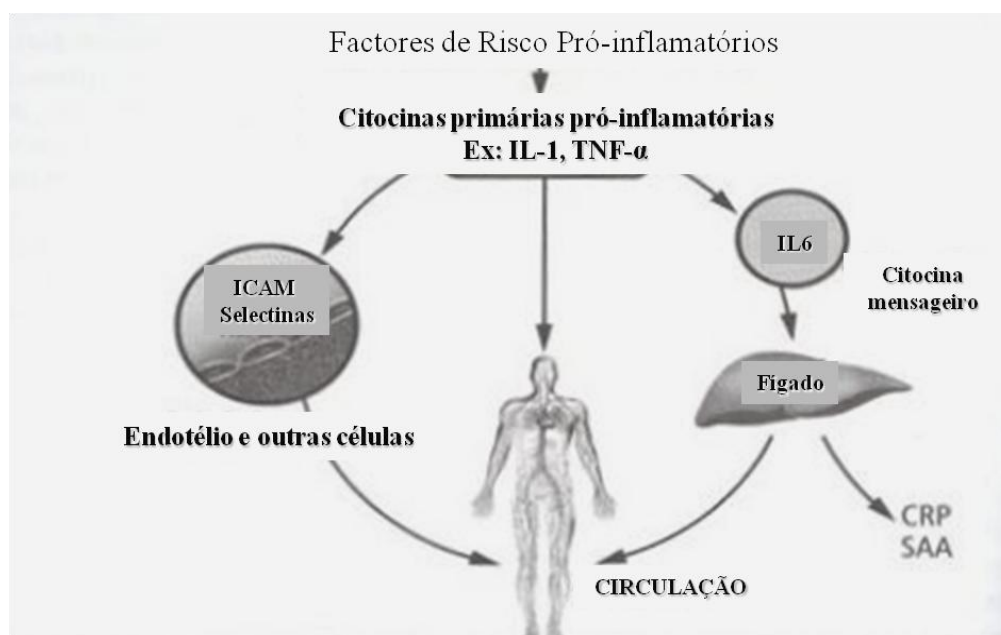 Factores de Risco Pró-inflamatórios
Citocinas primárias pró-inflamatórias
Ex: IL-1, TNF-α
ICAM
Selectinas
IL6
Citocina
mensageiro
Fígado
Endotélio e outras células
CRP
SAA
CIRCULAÇÃO